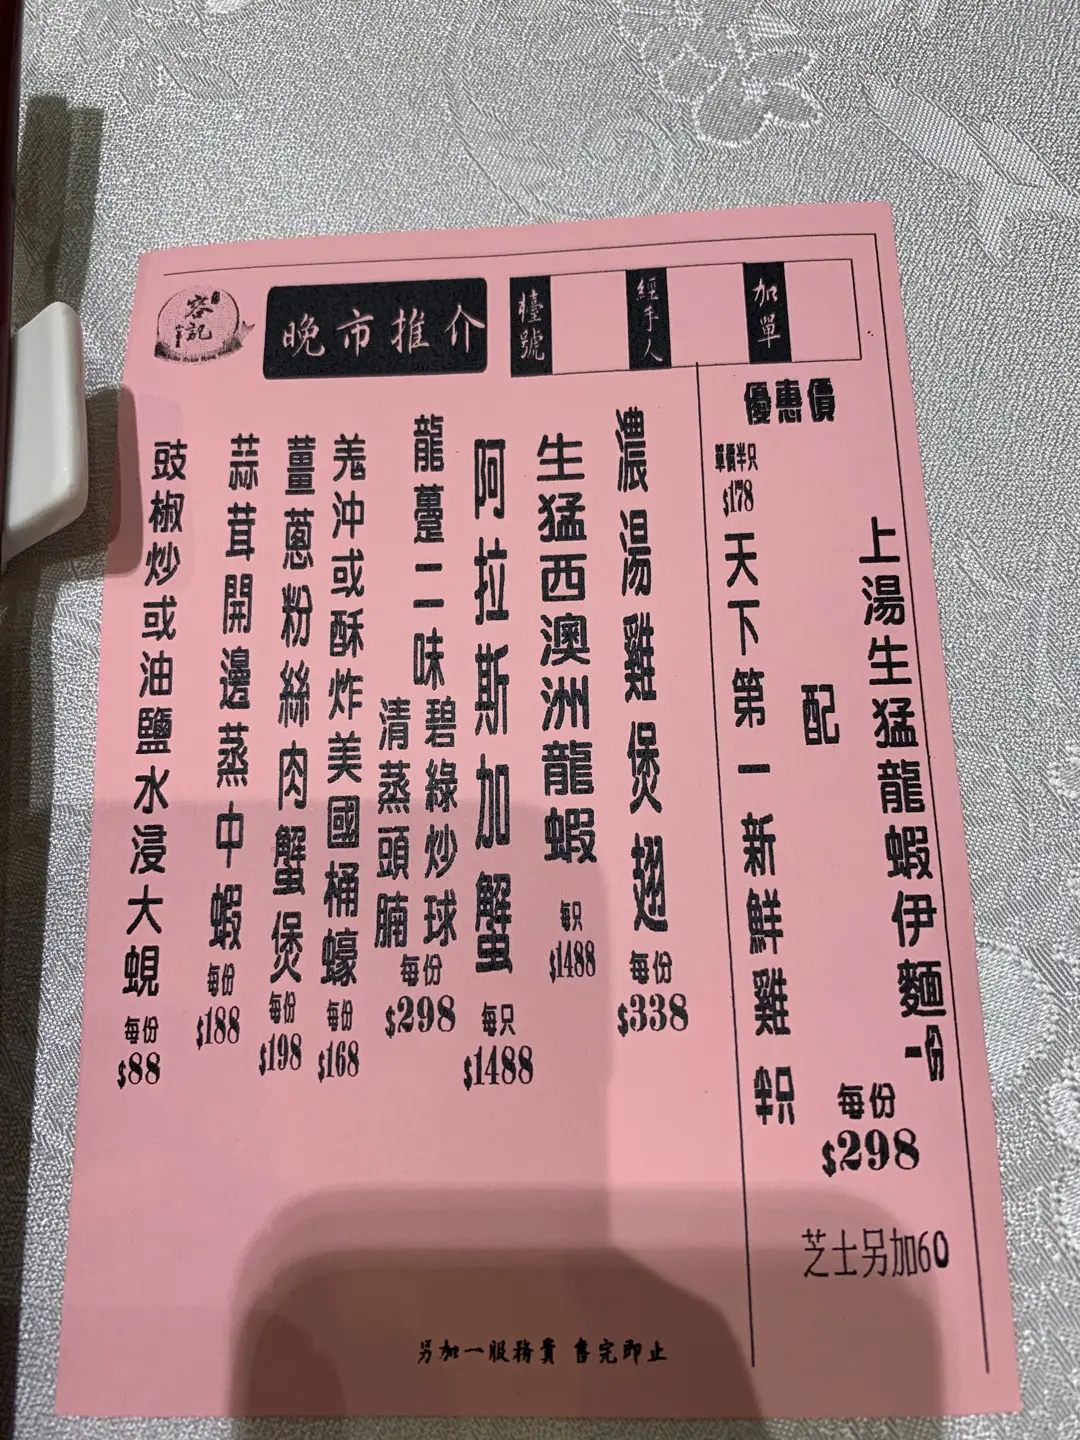 容記
晚市推介
檯號
經手人
加單
優惠價
上湯生猛龍蝦伊麵一份
配
單價半只
$178
天下第一新鮮雞半只
每份
$298
芝士另加60
濃湯雞煲翅
每份
$338
生猛西澳洲龍蝦
每只
$1488
阿拉斯加蟹
每只
$1488
龍躉二味
碧綠炒球
清蒸頭腩
每份
$298
羗沖或酥炸美國桶蠔
每份
$168
薑蔥粉絲肉蟹煲
每份
$198
蒜茸開邊蒸中蝦
每份
$188
豉椒炒或油鹽水浸大蜆
每份
$88
另加一服務費 售完即止